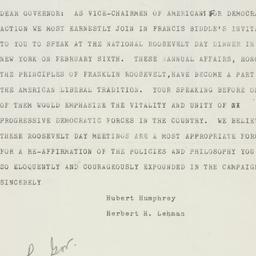 DEAR GOVERNOR: AS VICE-CHAIRMEN OF AMERICANS FOR DEMOCRA
ACTION WE MOST EARNESTLY JOIN IN FRANCIS BIDDLE'S INVITA
TO YOU TO SPEAK AT THE NATIONAL ROOSEVELT DAY DINNER IN
NEW YORK ON FEBRUARY SIXTH. THESE ANNUAL AFFAIRS, HONO
THE PRINCIPLES OF FRANKLIN ROOSEVELT, HAVE BECOME A PART
THE AMERICAN LIBERAL TRADITION. YOUR SPEAKING BEFORE ON
OF THEM WOULD EMPHASIZE THE VITALITY AND UNITY OF
PROGRESSIVE DEMOCRATIC FORCES IN THE COUNTRY. WE BELIEV
THESE ROOSEVELT DAY MEETINGS ARE A MOST APPROPRIATE FORU
FOR A RE-AFFIRMATION OF THE POLICIES AND PHILOSOPHY YOU
SO ELOQUENTLY AND COURAGEOUSLY EXPOUNDED IN THE CAMPAIG
SINCERELY
Hubert Humphrey
Herbert H. Lehman
Gov.